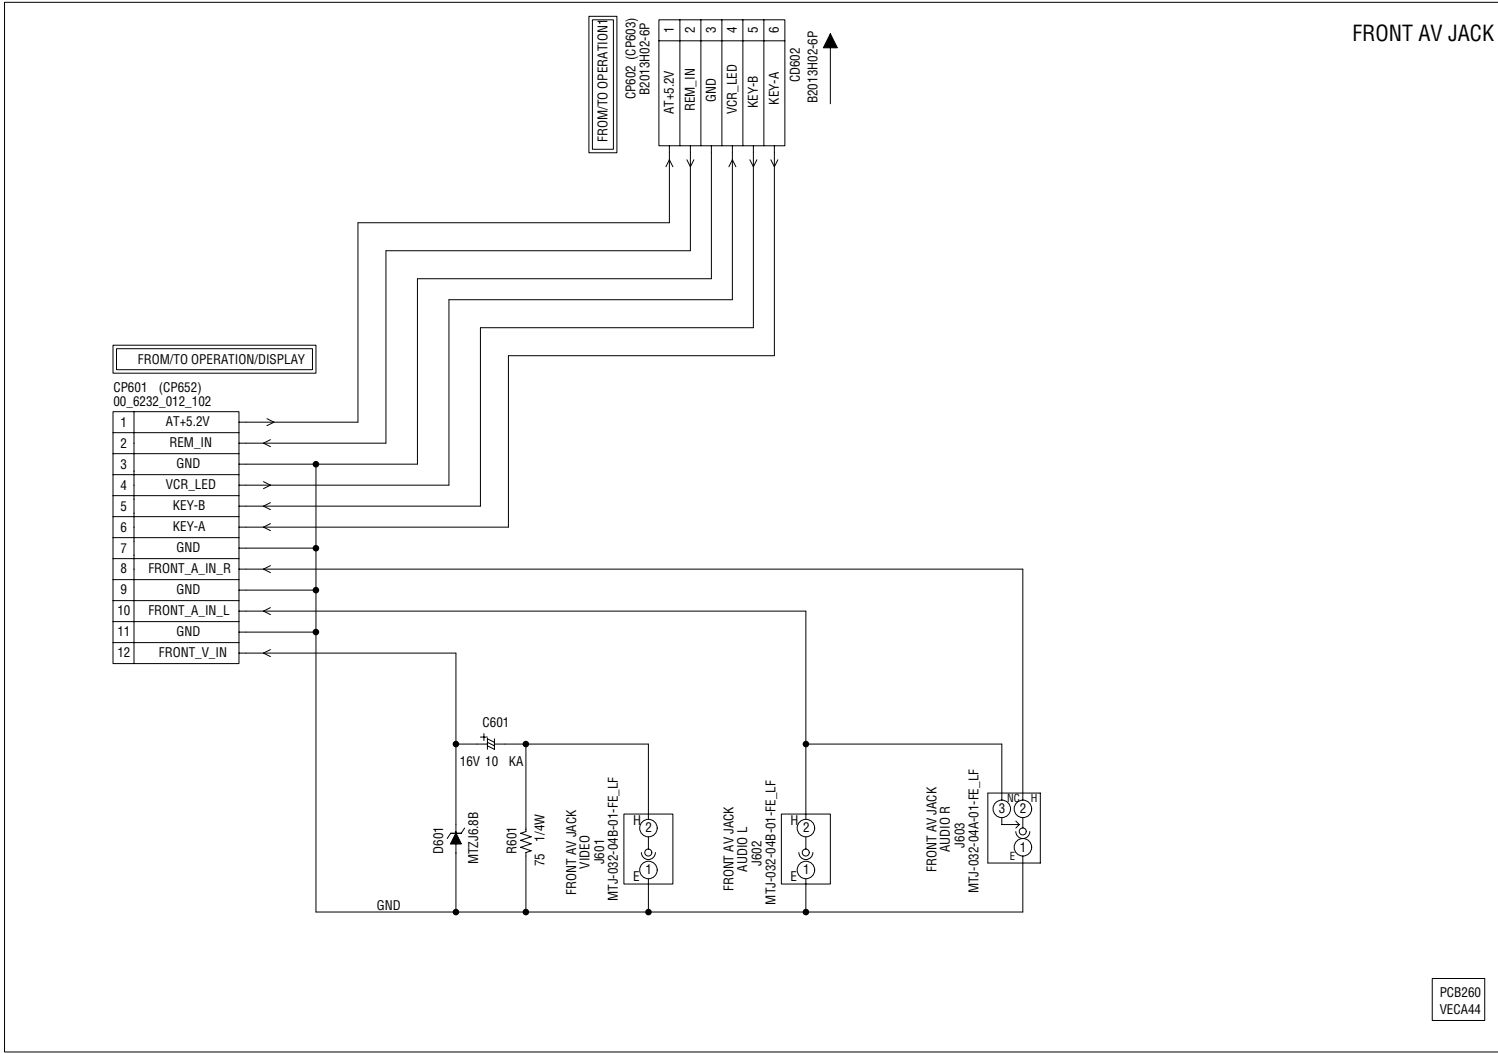 FRONT AV JACK
FROM/TO OPERATION1
CP602 (CP603)
B2013H02-6P
1 AT+5.2V
2 REM_IN
3 GND
4 VCR_LED
5 KEY-B
6 KEY-A
CD602
B2013H02-6P
FROM/TO OPERATION/DISPLAY
CP601 (CP652)
00_6232_012_102
1 AT+5.2V
2 REM_IN
3 GND
4 VCR_LED
5 KEY-B
6 KEY-A
7 GND
8 FRONT_A_IN_R
9 GND
10 FRONT_A_IN_L
11 GND
12 FRONT_V_IN
C601
+
16V 10 KA
D601
MTZJ6.8B
R601
75 1/4W
FRONT AV JACK
VIDEO
J601
MTJ-032-04B-01-FE_LF
H
2
E
1
FRONT AV JACK
AUDIO L
J602
MTJ-032-04B-01-FE_LF
H
2
E
1
FRONT AV JACK
AUDIO R
J603
MTJ-032-04A-01-FE_LF
NC H
3 2
E
1
GND
PCB260
VECA44